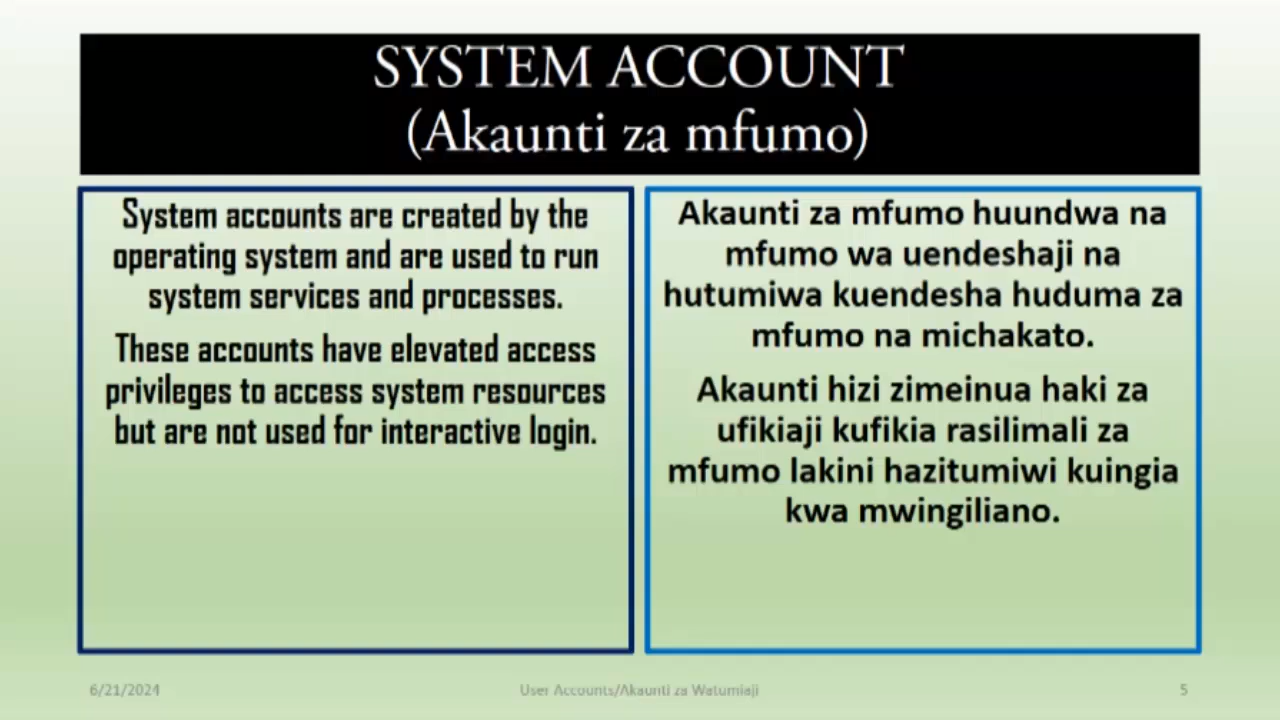 SYSTEM ACCOUNT
(Akaunti za mfumo)
System accounts are created by the
operating system and are used to run
system services and processes.
These accounts have elevated access
privileges to access system resources
but are not used for interactive login.
Akaunti za mfumo huundwa na
mfumo wa uendeshaji na
hutumiwa kuendesha huduma za
mfumo na michakato.
Akaunti hizi zimeinua haki za
ufikiaji kufikia rasilimali za
mfumo lakini hazitumiwi kuingia
kwa mwingiliano.
6/21/2024
User Accounts/Akaunti za Watumiaji
5